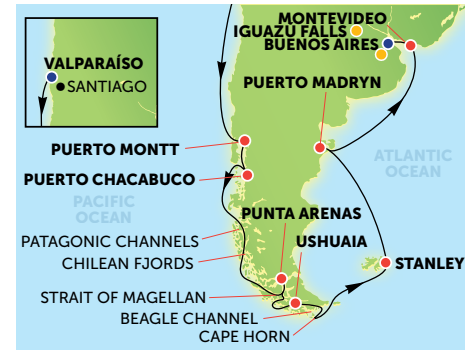 MONTEVIDEO
IGUAZÚ FALLS
BUENOS AIRES
VALPARAÍSO
SANTIAGO
PUERTO MADRYN
PUERTO MONTT
ATLANTIC
OCEAN
PUERTO CHACABUCO
PACIFIC
OCEAN
PUNTA ARENAS
PATAGONIC CHANNELS
USHUAIA
CHILEAN FJORDS
STANLEY
STRAIT OF MAGELLAN
BEAGLE CHANNEL
CAPE HORN